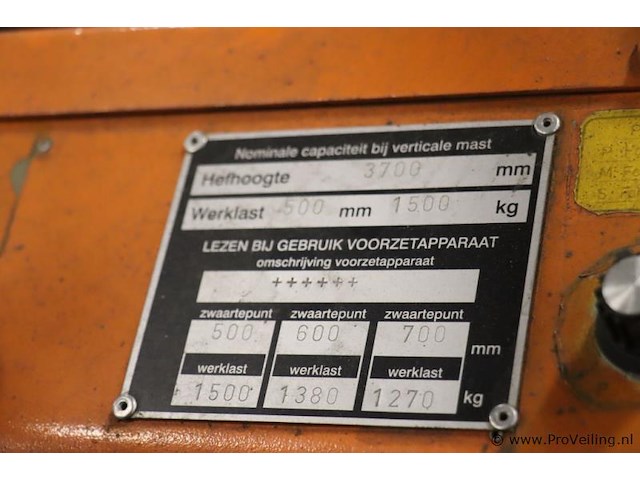 Nominale capaciteit bij verticale mast
Hefhoogte 3700 mm
Werklast 500 mm 1500 kg
LEZEN BIJ GEBRUIK VOORZETAPPARAAT
omschrijving voorzetapparaat
++++++
zwaartepunt zwaartepunt zwaartepunt
500 600 700 mm
werklast werklast werklast
1500 1380 1270 kg
© www.ProVeiling.nl